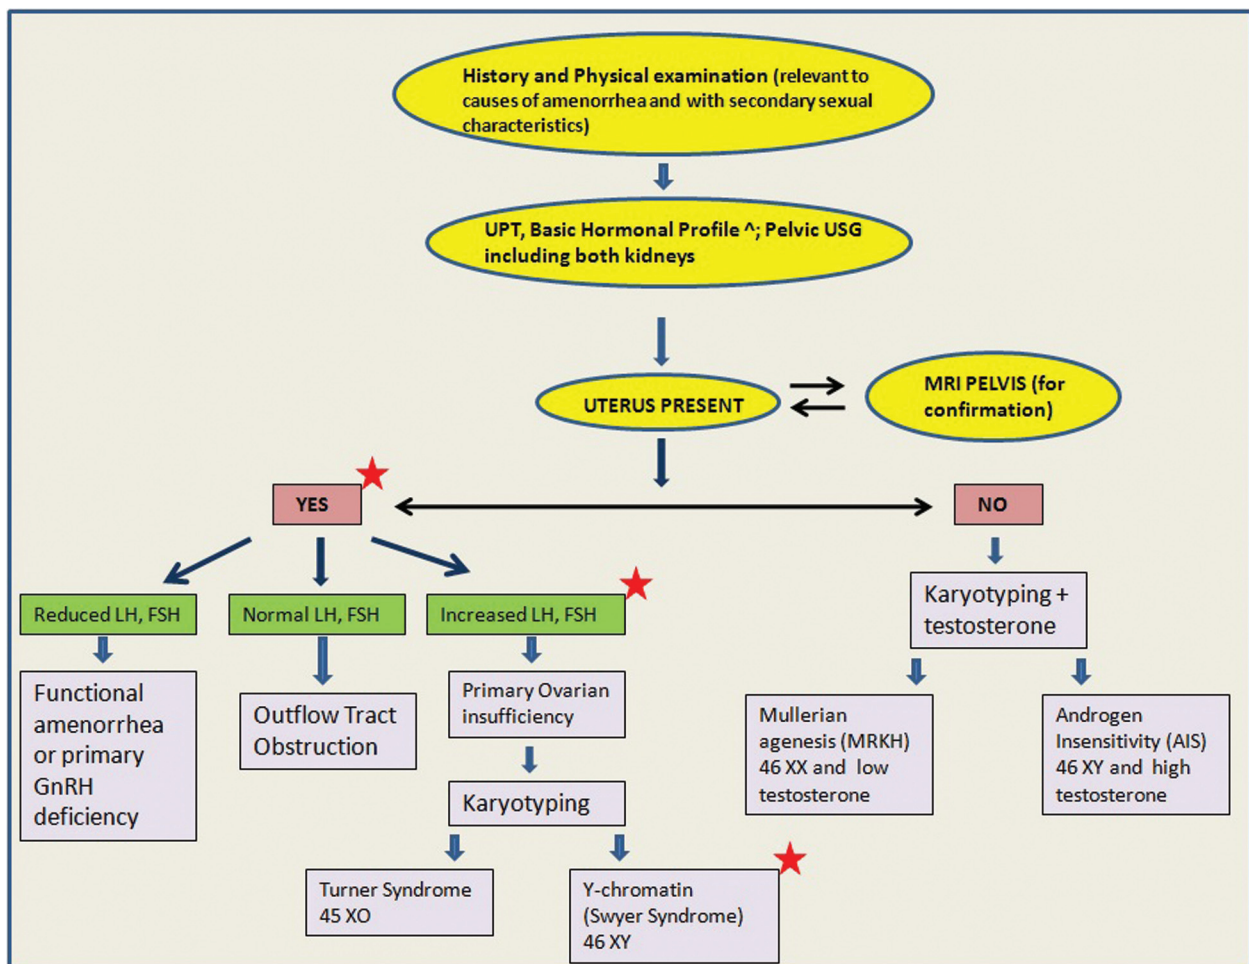 History and Physical examination (relevant to
causes of amenorrhea and with secondary sexual
characteristics)
UPT, Basic Hormonal Profile ^; Pelvic USG
including both kidneys
UTERUS PRESENT
MRI PELVIS (for
confirmation)
YES
NO
Reduced LH, FSH
Normal LH, FSH
Increased LH, FSH
Karyotyping +
testosterone
Functional
amenorrhea
or primary
GnRH
deficiency
Outflow Tract
Obstruction
Primary Ovarian
insufficiency
Mullerian
agenesis (MRKH)
46 XX and low
testosterone
Androgen
Insensitivity (AIS)
46 XY and high
testosterone
Karyotyping
Turner Syndrome
45 XO
Y-chromatin
(Swyer Syndrome)
46 XY